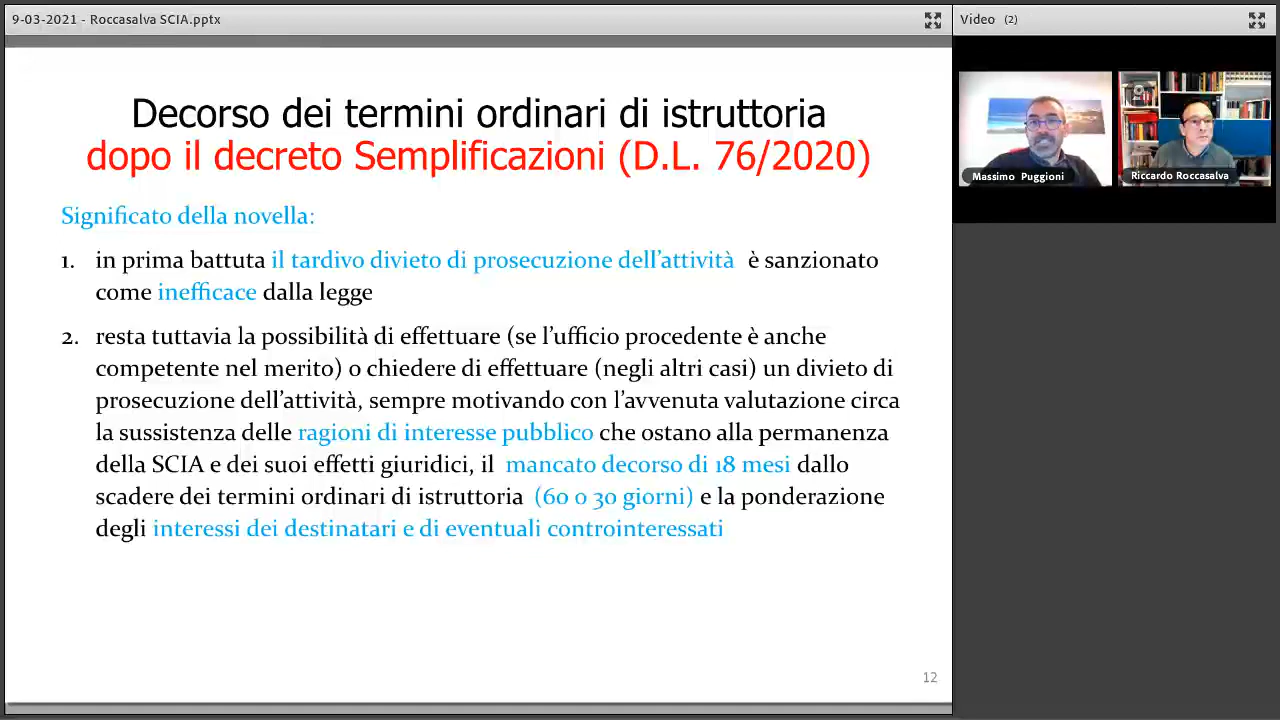 9-03-2021 - Roccasalva SCIA.pptx
Video (2)
Decorso dei termini ordinari di istruttoria
dopo il decreto Semplificazioni (D.L. 76/2020)
Significato della novella:
1. in prima battuta il tardivo divieto di prosecuzione dell'attività è sanzionato
come inefficace dalla legge
2. resta tuttavia la possibilità di effettuare (se l'ufficio procedente è anche
competente nel merito) o chiedere di effettuare (negli altri casi) un divieto di
prosecuzione dell'attività, sempre motivando con l'avvenuta valutazione circa
la sussistenza delle ragioni di interesse pubblico che ostano alla permanenza
della SCIA e dei suoi effetti giuridici, il mancato decorso di 18 mesi dallo
scadere dei termini ordinari di istruttoria (60 o 30 giorni) e la ponderazione
degli interessi dei destinatari e di eventuali controinteressati
12
Massimo Puggioni
Riccardo Roccasalva